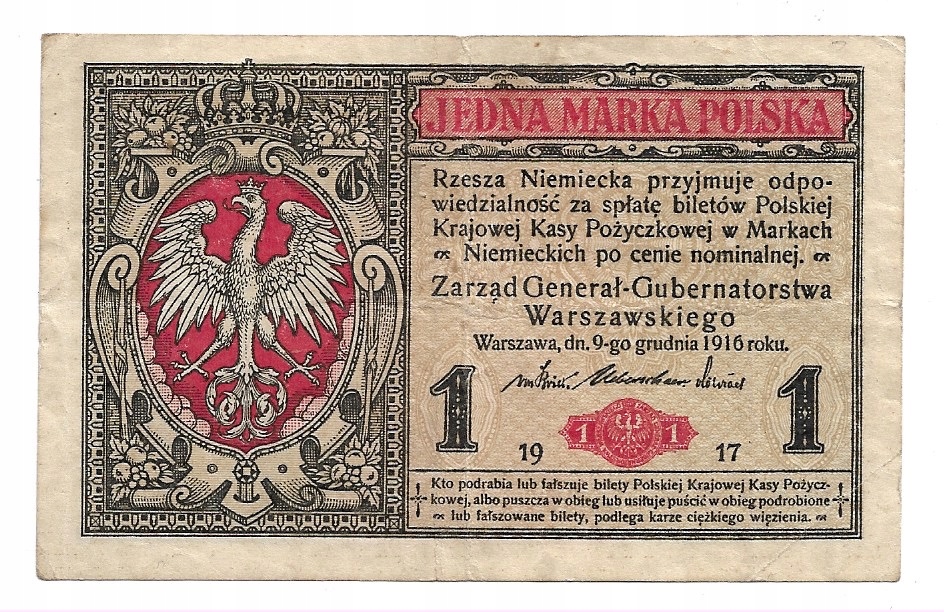 JEDNA MARKA POLSKA
Rzesza Niemiecka przyjmuje odpo-
wiedzialność za spłatę biletów Polskiej
Krajowej Kasy Pożyczkowej w Markach
Niemieckich po cenie nominalnej.
Zarząd Generał-Gubernatorstwa
Warszawskiego
Warszawa, dn. 9-go grudnia 1916 roku.
1 1
1 1
19 17
Kto podrabia lub fałszuje bilety Polskiej Krajowej Kasy Pożycz-
kowej, albo puszcza w obieg lub usiłuje puścić w obieg podrobione
lub fałszowane bilety, podlega karze ciężkiego więzienia.